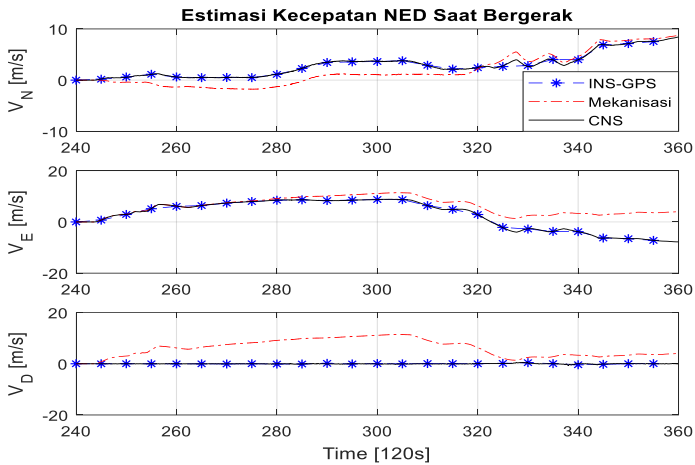 Estimasi Kecepatan NED Saat Bergerak
V_N [m/s]
10
0
-10
INS-GPS
Mekanisasi
CNS
240 260 280 300 320 340 360
V_E [m/s]
20
0
-20
240 260 280 300 320 340 360
V_D [m/s]
20
0
-20
240 260 280 300 320 340 360
Time [120s]